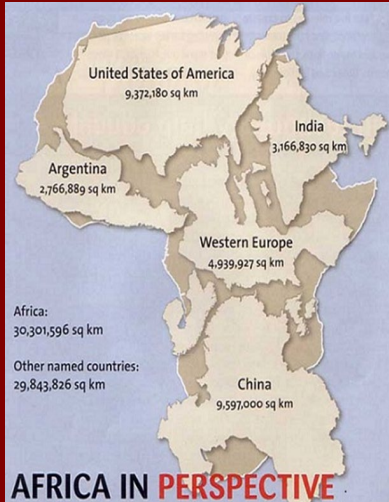 United States of America
9,372,180 sq km
India
3,166,830 sq km
Argentina
2,766,889 sq km
Western Europe
4,939,927 sq km
Africa:
30,301,596 sq km
Other named countries:
29,843,826 sq km
China
9,597,000 sq km
AFRICA IN PERSPECTIVE